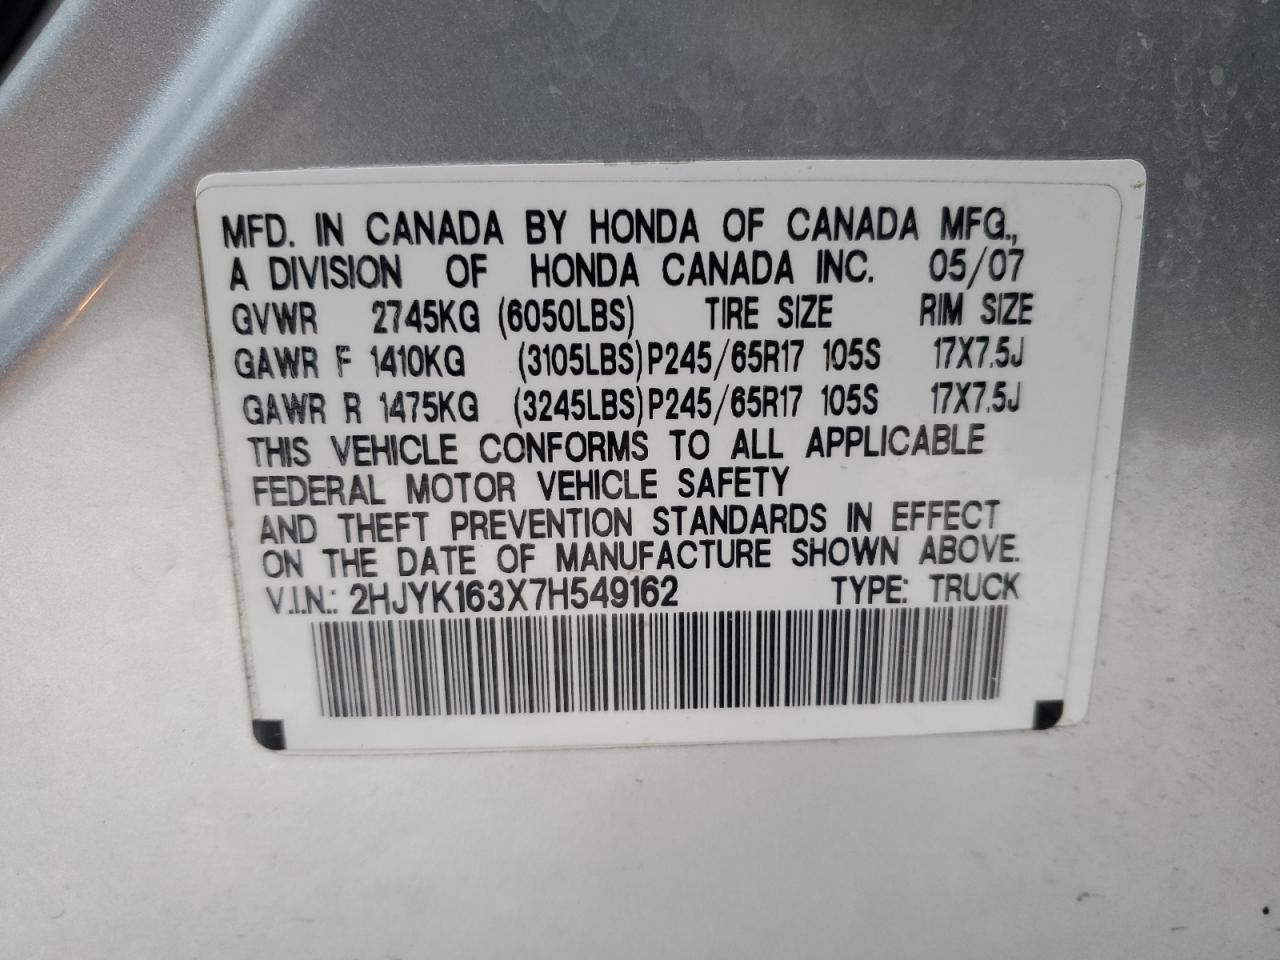 MFD. IN CANADA BY HONDA OF CANADA MFG.,
A DIVISION OF HONDA CANADA INC. 05/07
GVWR 2745KG (6050LBS) TIRE SIZE RIM SIZE
GAWR F 1410KG (3105LBS) P245/65R17 105S 17X7.5J
GAWR R 1475KG (3245LBS) P245/65R17 105S 17X7.5J
THIS VEHICLE CONFORMS TO ALL APPLICABLE
FEDERAL MOTOR VEHICLE SAFETY
AND THEFT PREVENTION STANDARDS IN EFFECT
ON THE DATE OF MANUFACTURE SHOWN ABOVE.
V.I.N.: 2HJYK163X7H549162 TYPE: TRUCK